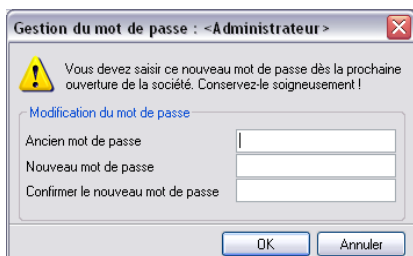 Gestion du mot de passe : <Administrateur>
Vous devez saisir ce nouveau mot de passe dès la prochaine
ouverture de la société. Conservez-le soigneusement !
Modification du mot de passe
Ancien mot de passe
Nouveau mot de passe
Confirmer le nouveau mot de passe
OK Annuler